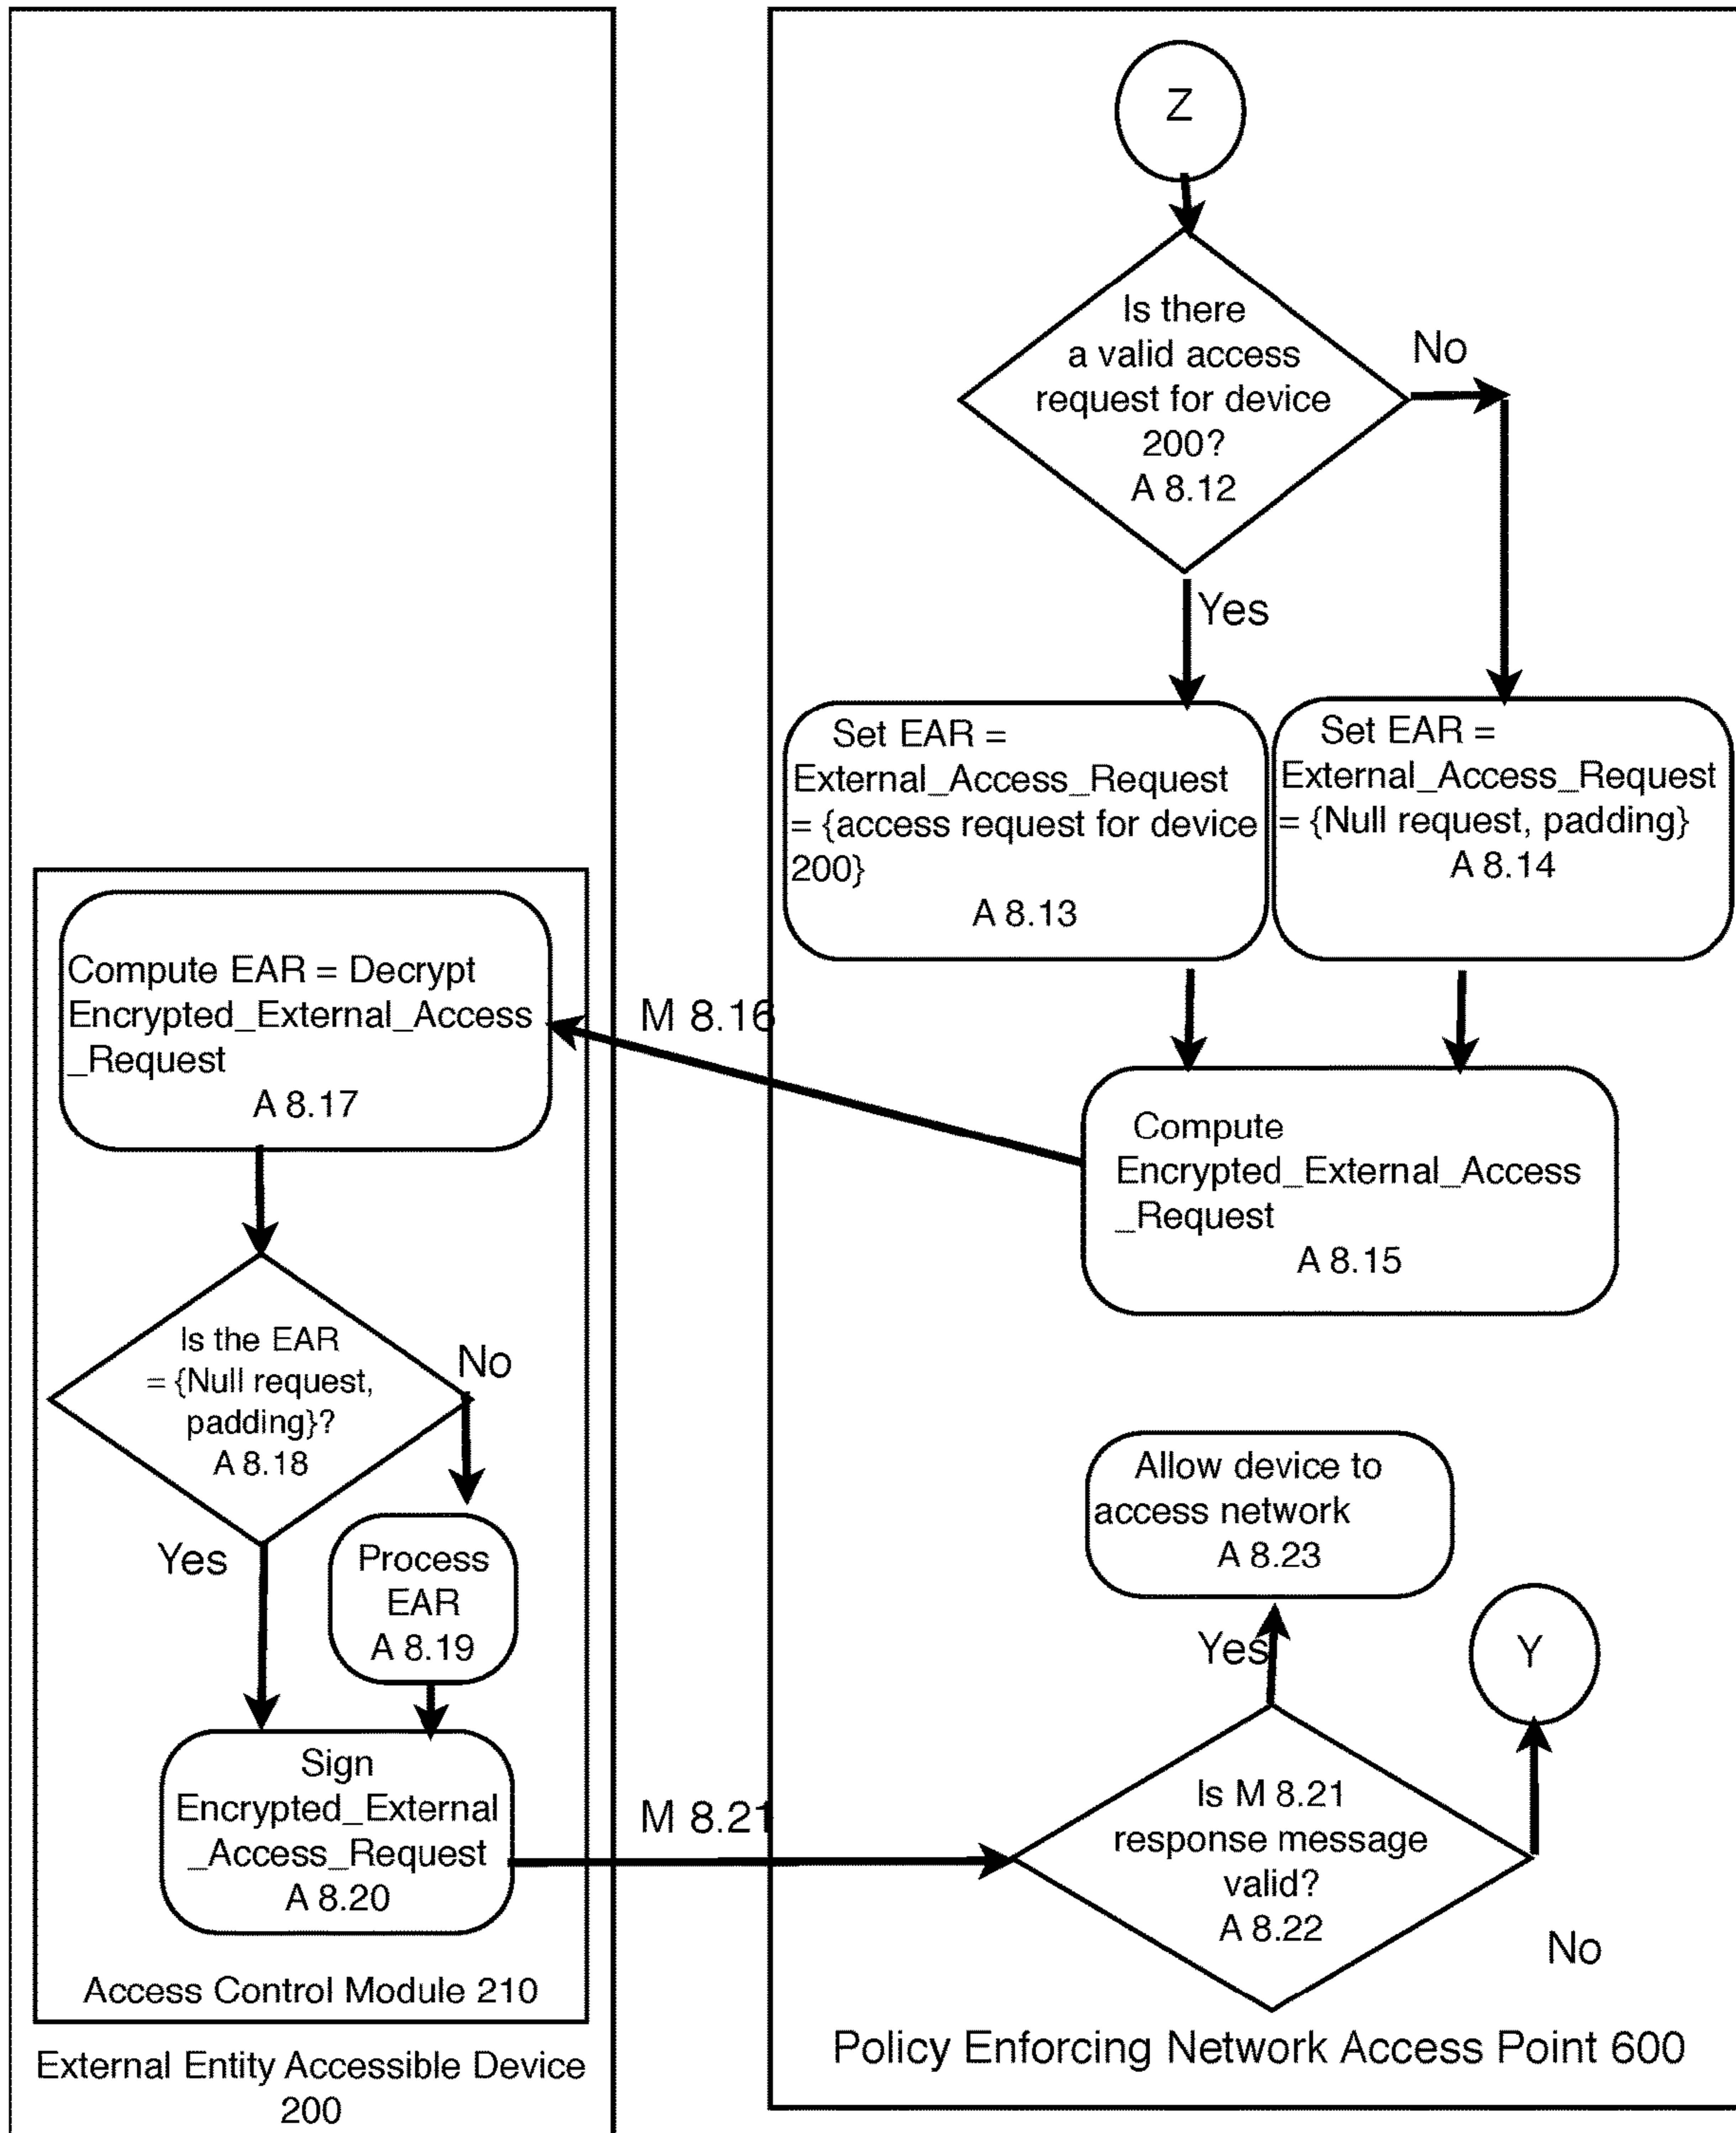 Z
Is there
a valid access
request for device
200?
A 8.12
No
Yes
Set EAR =
External_Access_Request
= {access request for device
200}
A 8.13
Set EAR =
External_Access_Request
= {Null request, padding}
A 8.14
Compute
Encrypted_External_Access
_Request
A 8.15
M 8.16
Compute EAR = Decrypt
Encrypted_External_Access
_Request
A 8.17
Is the EAR
= {Null request,
padding}?
A 8.18
No
Yes
Process
EAR
A 8.19
Sign
Encrypted_External
_Access_Request
A 8.20
M 8.21
Access Control Module 210
External Entity Accessible Device
200
Allow device to
access network
A 8.23
Yes
Y
Is M 8.21
response message
valid?
A 8.22
No
Policy Enforcing Network Access Point 600